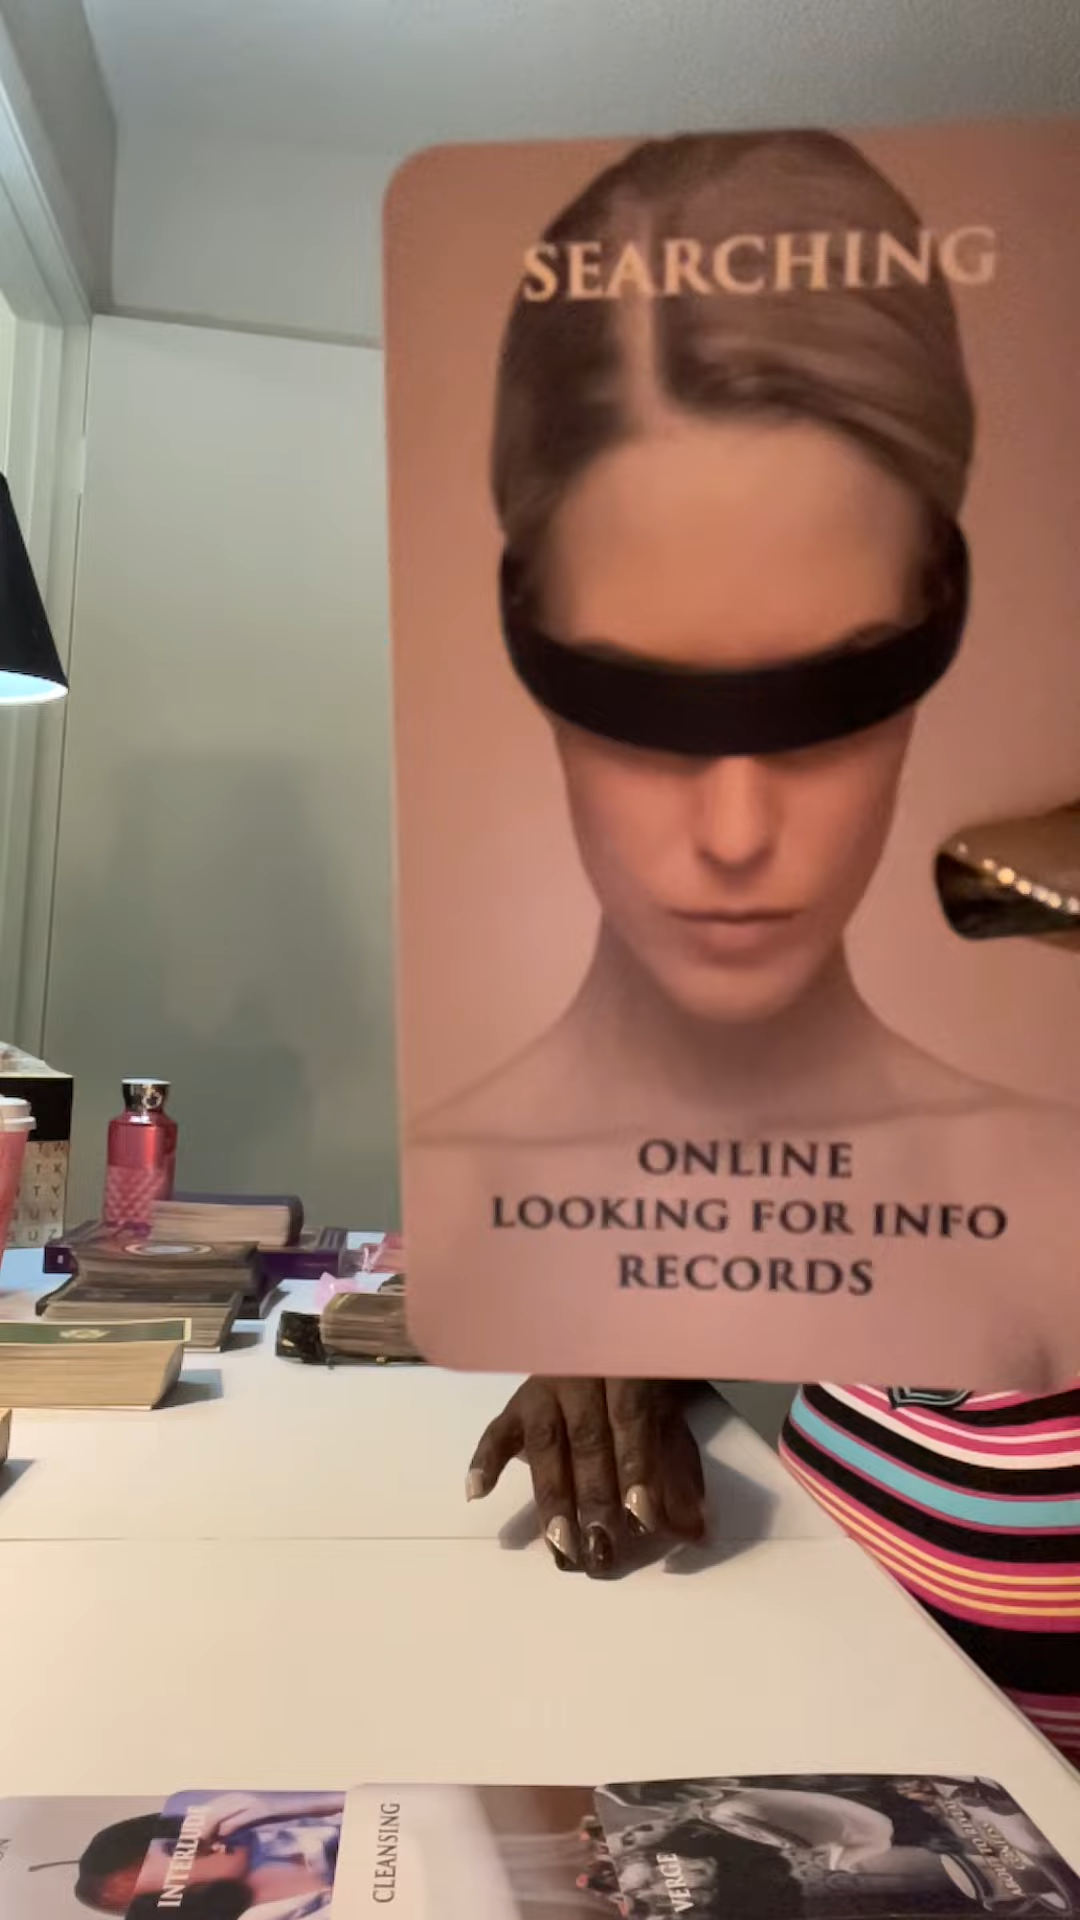 SEARCHING
ONLINE
LOOKING FOR INFO
RECORDS
INTERLUDE
CLEANSING
VERGE